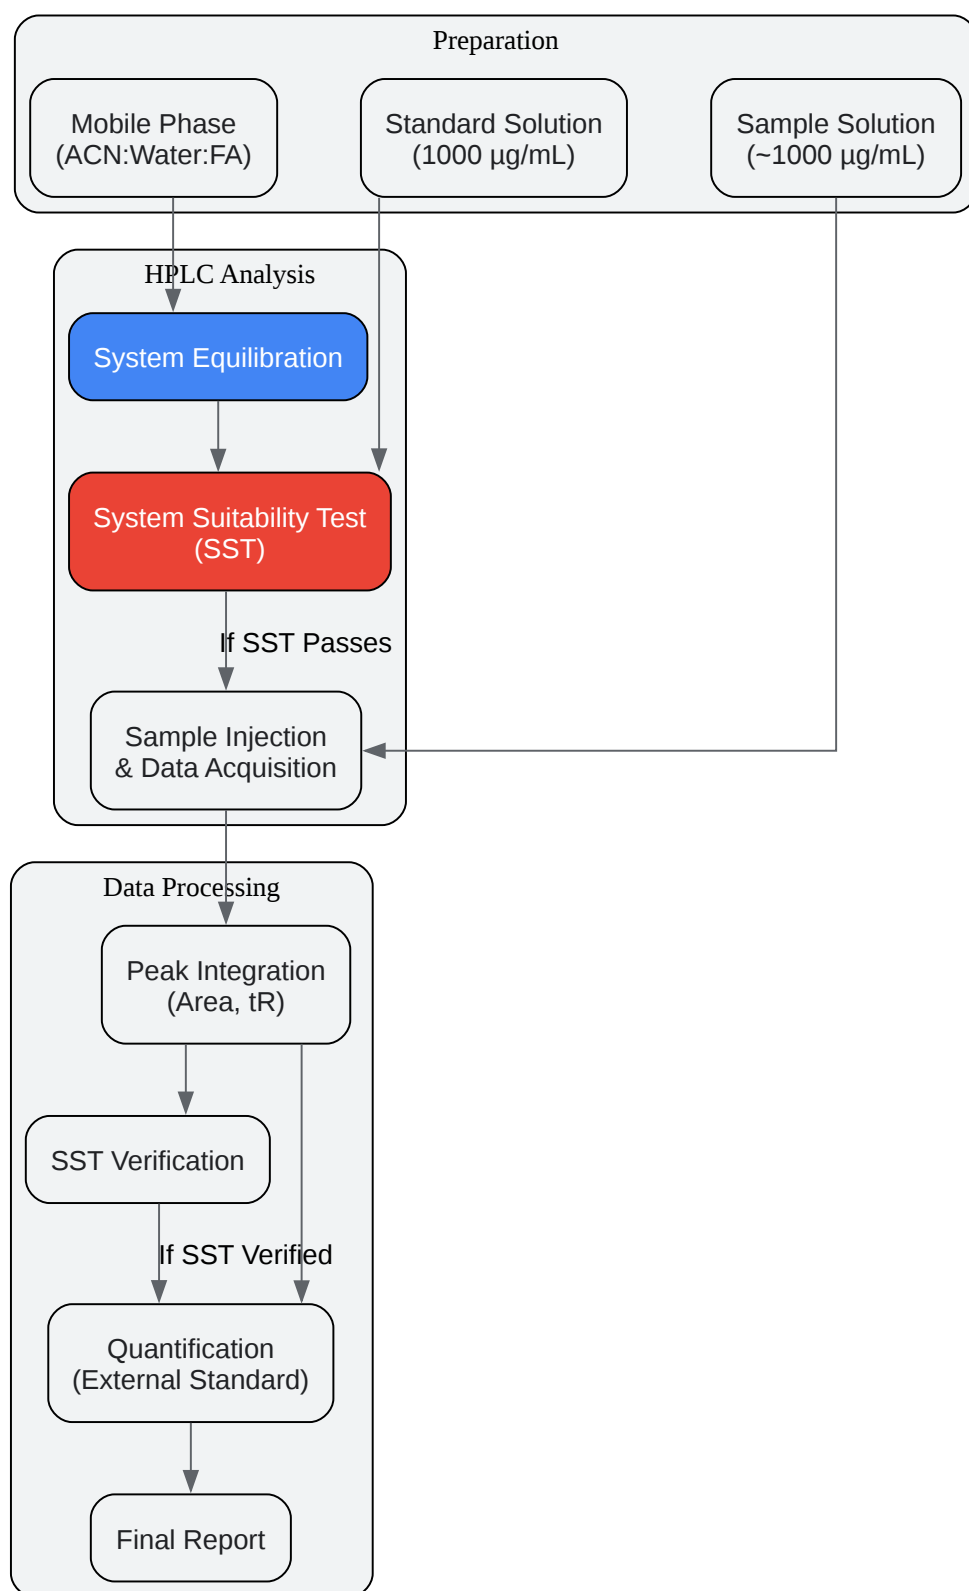 Preparation
Mobile Phase
(ACN:Water:FA)
Standard Solution
(1000 µg/mL)
Sample Solution
(~1000 µg/mL)
HPLC Analysis
System Equilibration
System Suitability Test
(SST)
If SST Passes
Sample Injection
& Data Acquisition
Data Processing
Peak Integration
(Area, tR)
SST Verification
If SST Verified
Quantification
(External Standard)
Final Report